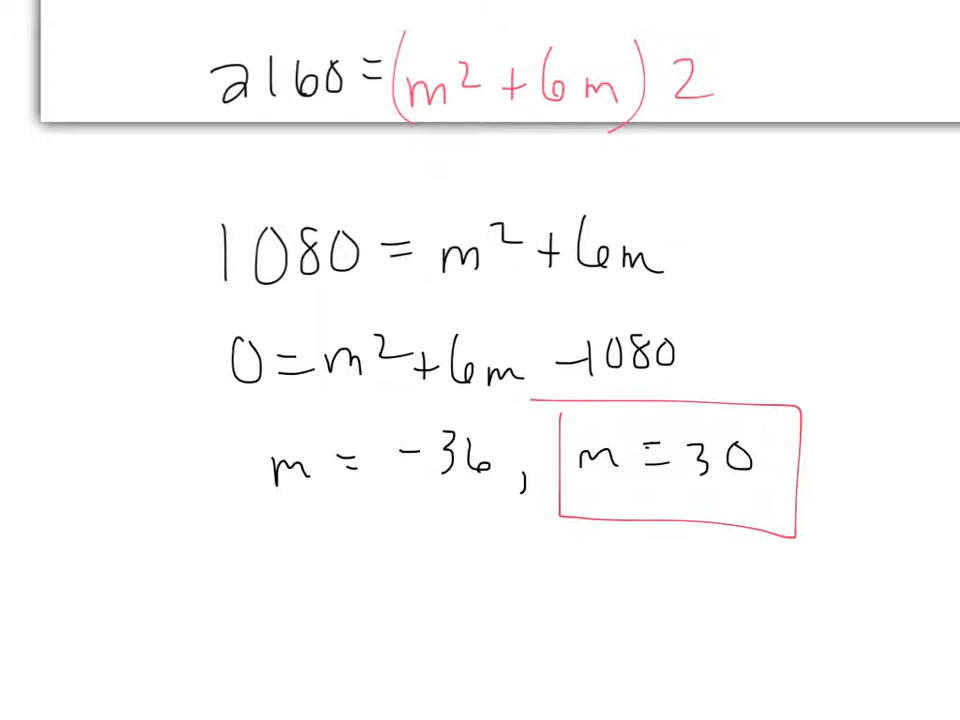 2160 = (m² + 6m) 2
1080 = m² + 6m
0 = m² + 6m - 1080
m = -36, m = 30